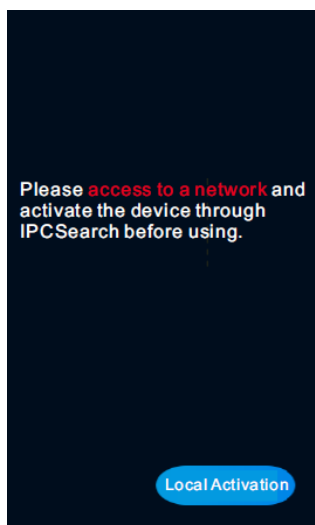 Please access to a network and
activate the device through
IPCSearch before using.
Local Activation